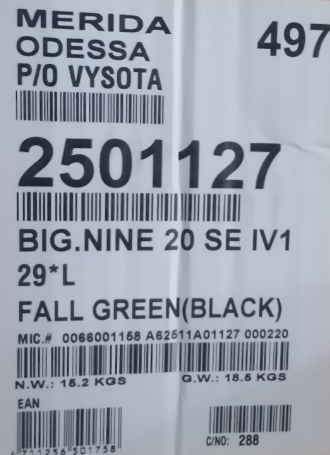 MERIDA
ODESSA 497
P/O VYSOTA
2501127
BIG.NINE 20 SE IV1
29*L
FALL GREEN(BLACK)
MIC.# 0066001158 A62511A01127 000220
N.W.: 15.2 KGS G.W.: 18.5 KGS
EAN
4711256501758
C/NO: 288